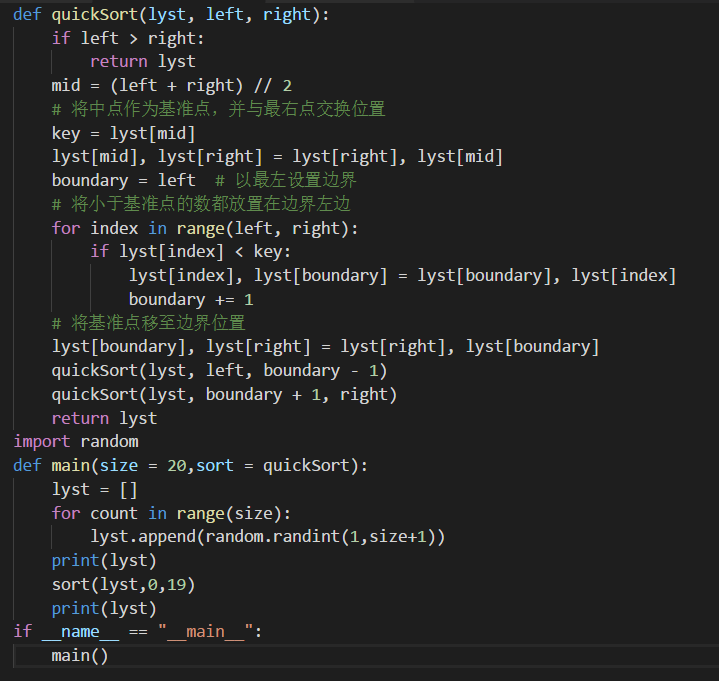 def quickSort(lyst, left, right):
    if left > right:
        return lyst
    mid = (left + right) // 2
    # 将中点作为基准点，并与最右点交换位置
    key = lyst[mid]
    lyst[mid], lyst[right] = lyst[right], lyst[mid]
    boundary = left  # 以最左设置边界
    # 将小于基准点的数都放置在边界左边
    for index in range(left, right):
        if lyst[index] < key:
            lyst[index], lyst[boundary] = lyst[boundary], lyst[index]
            boundary += 1
    # 将基准点移至边界位置
    lyst[boundary], lyst[right] = lyst[right], lyst[boundary]
    quickSort(lyst, left, boundary - 1)
    quickSort(lyst, boundary + 1, right)
    return lyst
import random
def main(size = 20,sort = quickSort):
    lyst = []
    for count in range(size):
        lyst.append(random.randint(1,size+1))
    print(lyst)
    sort(lyst,0,19)
    print(lyst)
if __name__ == "__main__":
    main()